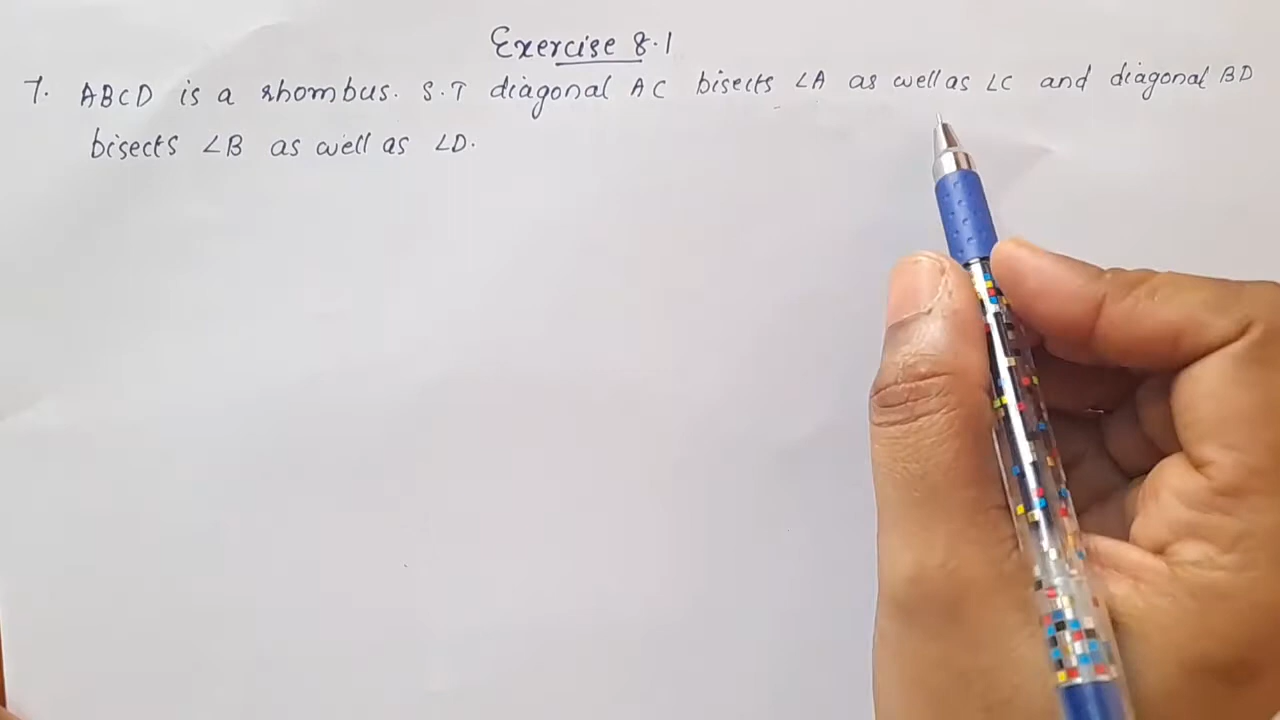 Exercise 8.1
7. ABCD is a rhombus. S.T diagonal AC bisects ∠A as well as ∠C and diagonal BD
bisects ∠B as well as ∠D.